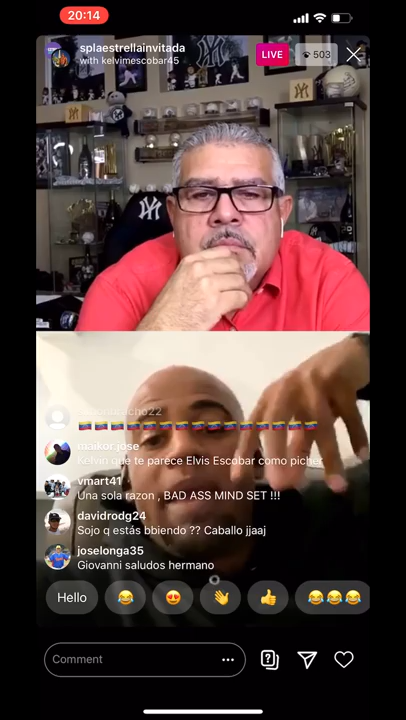 20:14
splaestrellainvitada
with kelvimescobar45
LIVE
503
maikor.jose
Kelvin que te parece Elvis Escobar como picher
vmart41
Una sola razon , BAD ASS MIND SET !!!
davidrodg24
Sojo q estás bbiendo ?? Caballo jjaaj
joselonga35
Giovanni saludos hermano
Hello
Comment